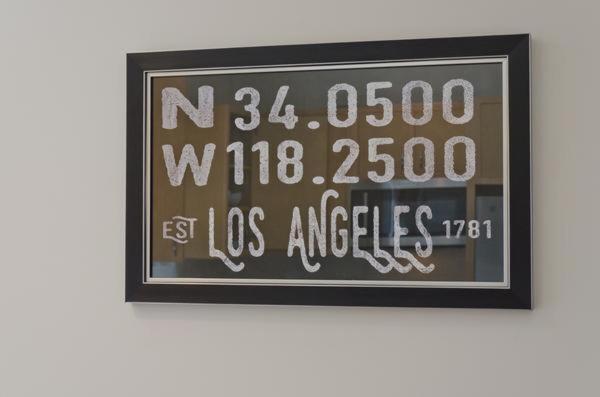 N 34.0500
W 118.2500
EST LOS ANGELES 1781